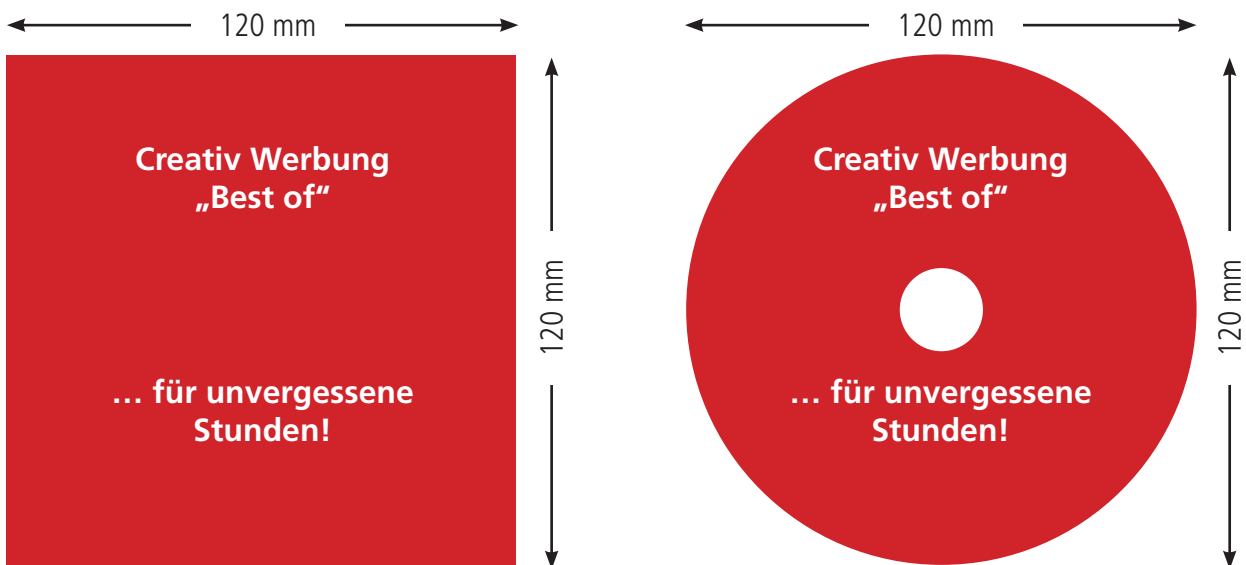 120 mm
Creativ Werbung
„Best of“
... für unvergessene
Stunden!
120 mm
120 mm
Creativ Werbung
„Best of“
... für unvergessene
Stunden!
120 mm